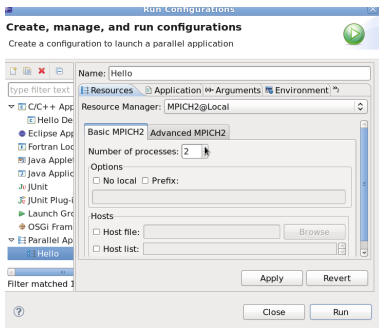 Run Configurations
Create, manage, and run configurations
Create a configuration to launch a parallel application
Name: Hello
type filter text
Resources Application Arguments Environment
C/C++ App
Resource Manager: MPICH2@Local
Hello De
Eclipse App
Basic MPICH2 Advanced MPICH2
Fortran Loc
Number of processes: 2
Java Applet
Java Applic
Options
No local Prefix:
JUnit
JUnit Plug-i
Launch Gro
Hosts
OSGi Fram
Host file: Browse
Parallel Ap
Host list:
Hello
Apply Revert
Filter matched 1
Close Run